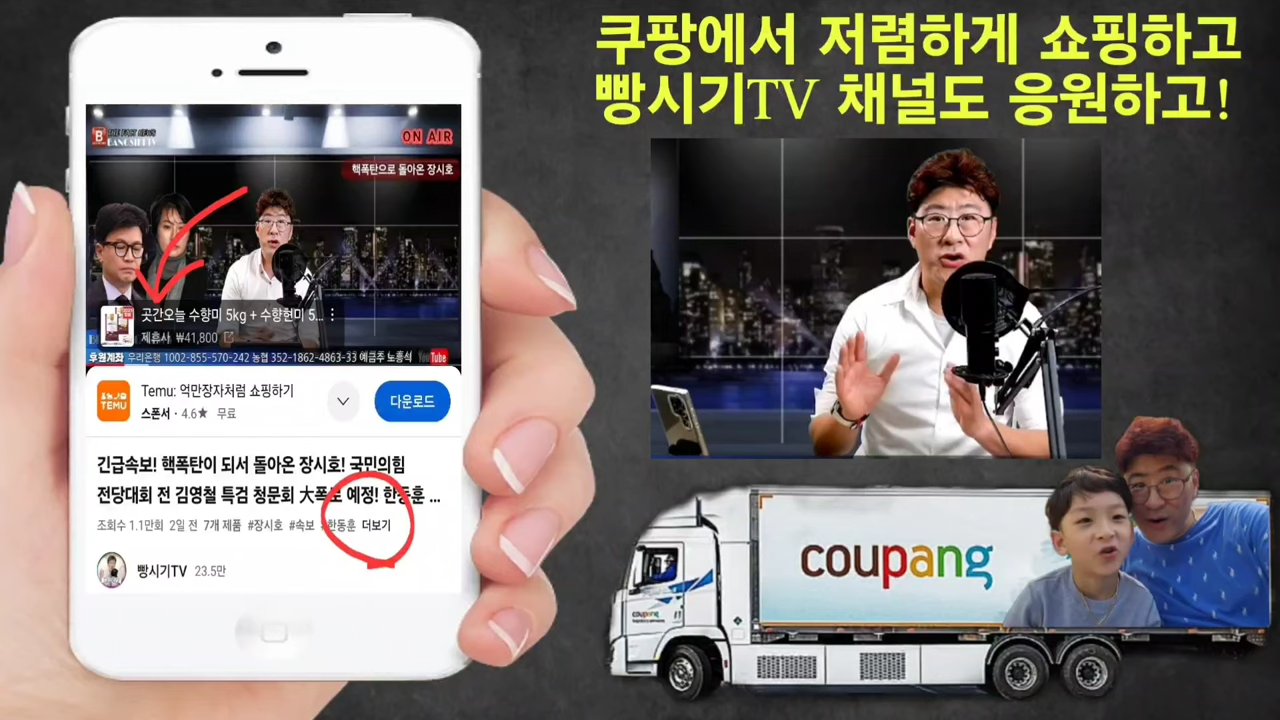 쿠팡에서 저렴하게 쇼핑하고
빵시기TV 채널도 응원하고!
THE FACT NEWS
BANGSIKI TV
ON AIR
핵폭탄으로 돌아온 장시호
곳간오늘 수향미 5kg + 수향현미 5...
제휴사 ₩41,800
후원계좌 우리은행 1002-855-570-242 농협 352-1862-4863-33 예금주 노흥석 YouTube
TEMU
Temu: 억만장자처럼 쇼핑하기
스폰서 · 4.6★ 무료
다운로드
긴급속보! 핵폭탄이 되서 돌아온 장시호! 국민의힘
전당대회 전 김영철 특검 청문회 大폭로 예정! 한동훈 ...
조회수 1.1만회 2일 전 7개 제품 #장시호 #속보 #한동훈 더보기
빵시기TV 23.5만
coupang
coupang